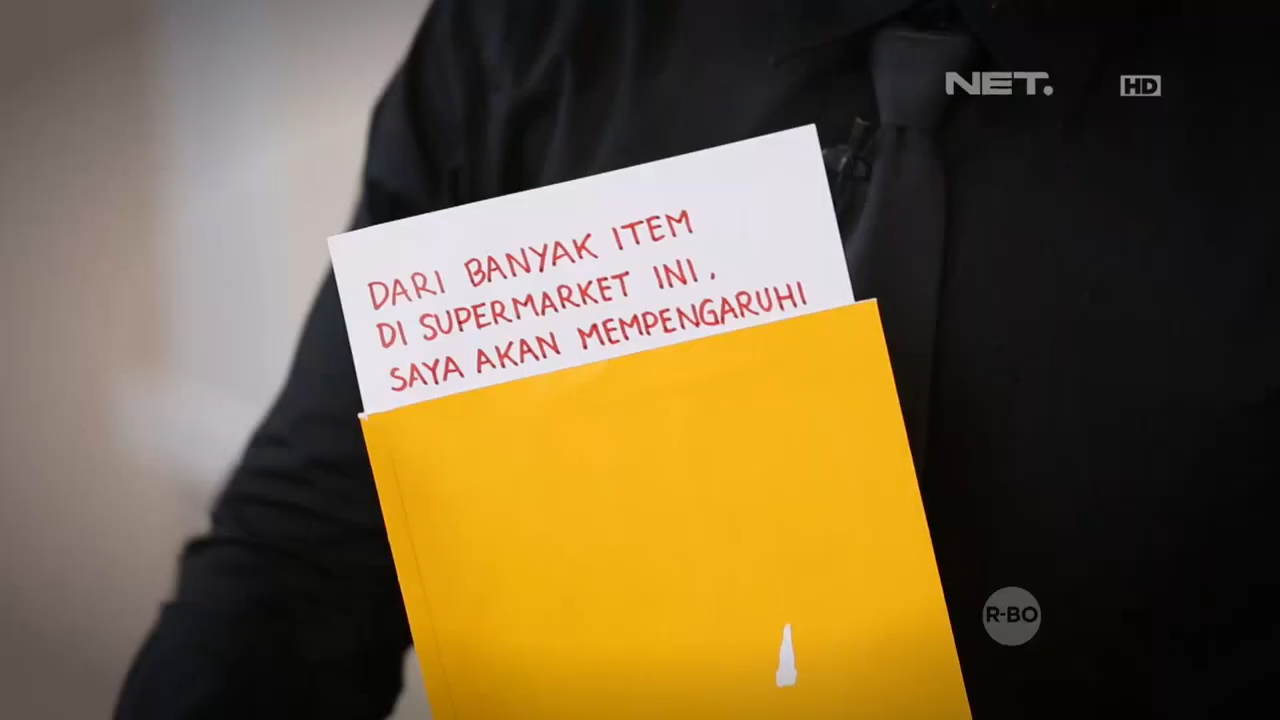 NET.
HD
DARI BANYAK ITEM
DI SUPERMARKET INI,
SAYA AKAN MEMPENGARUHI
R-BO